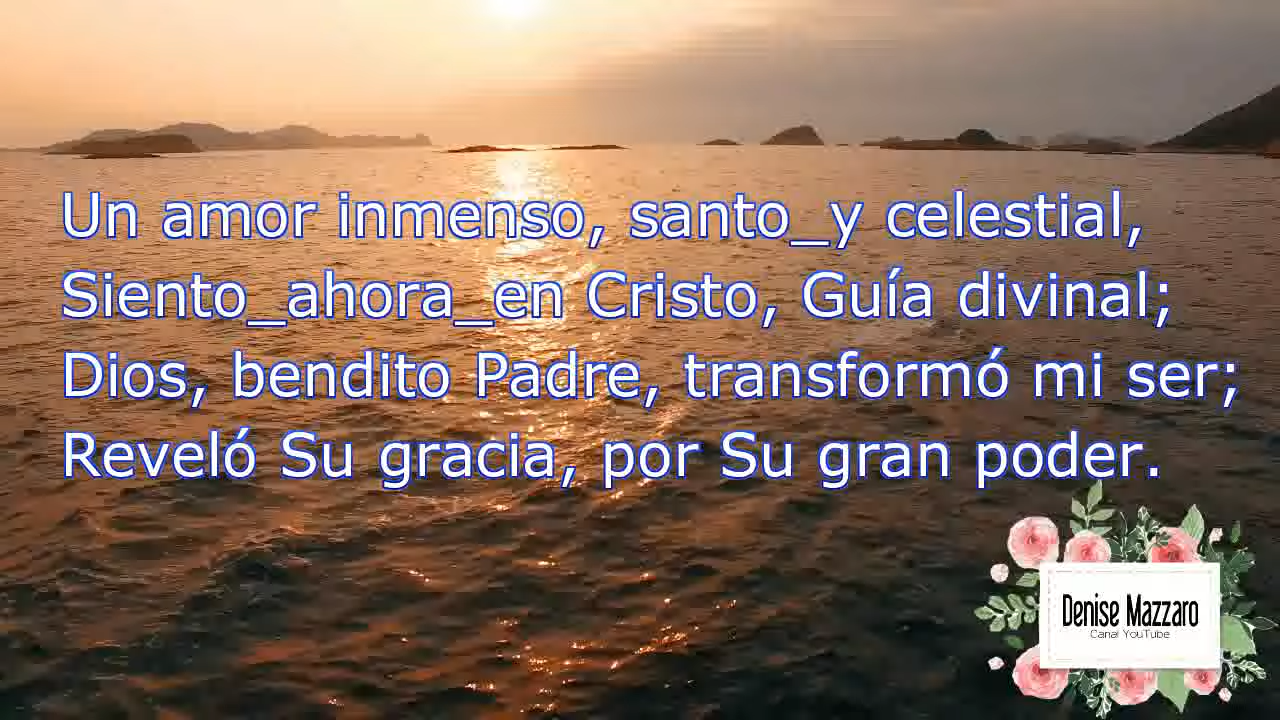 Un amor inmenso, santo_y celestial,
Siento_ahora_en Cristo, Guía divinal;
Dios, bendito Padre, transformó mi ser;
Reveló Su gracia, por Su gran poder.
Denise Mazzaro
Canal YouTube